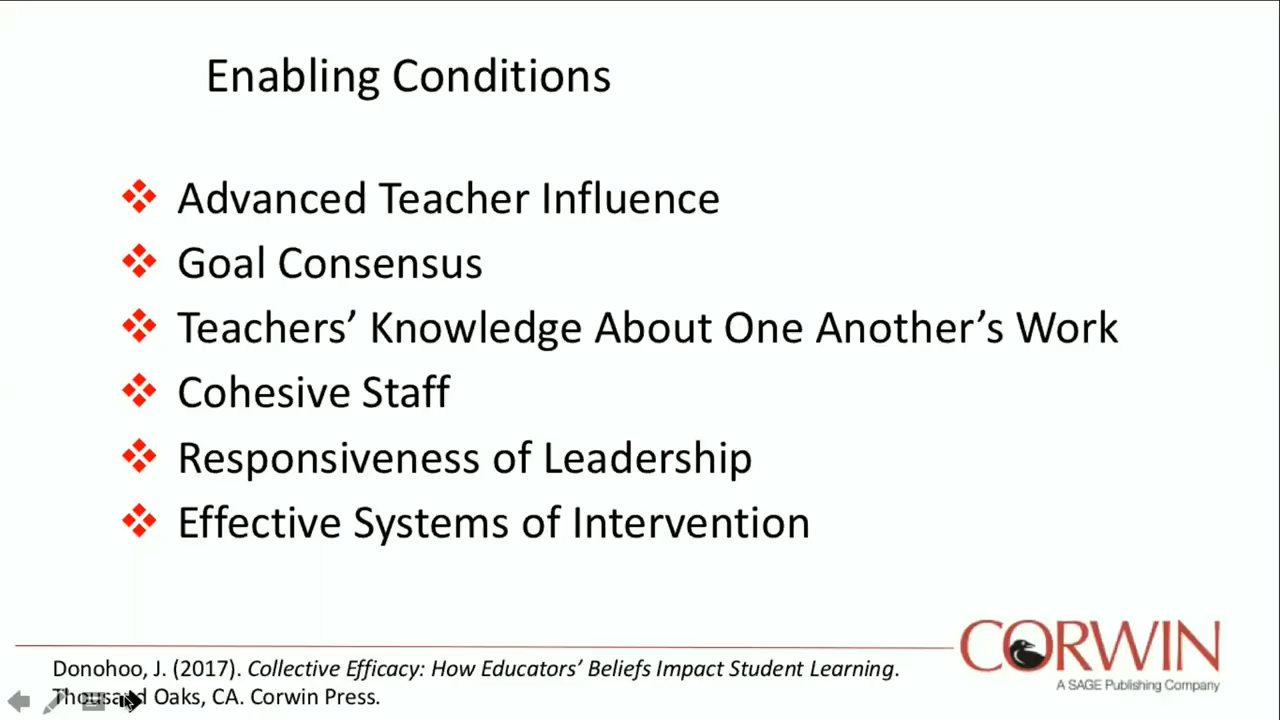 Enabling Conditions
Advanced Teacher Influence
Goal Consensus
Teachers’ Knowledge About One Another’s Work
Cohesive Staff
Responsiveness of Leadership
Effective Systems of Intervention
Donohoo, J. (2017). Collective Efficacy: How Educators’ Beliefs Impact Student Learning.
Thousand Oaks, CA. Corwin Press.
CORWIN
A SAGE Publishing Company